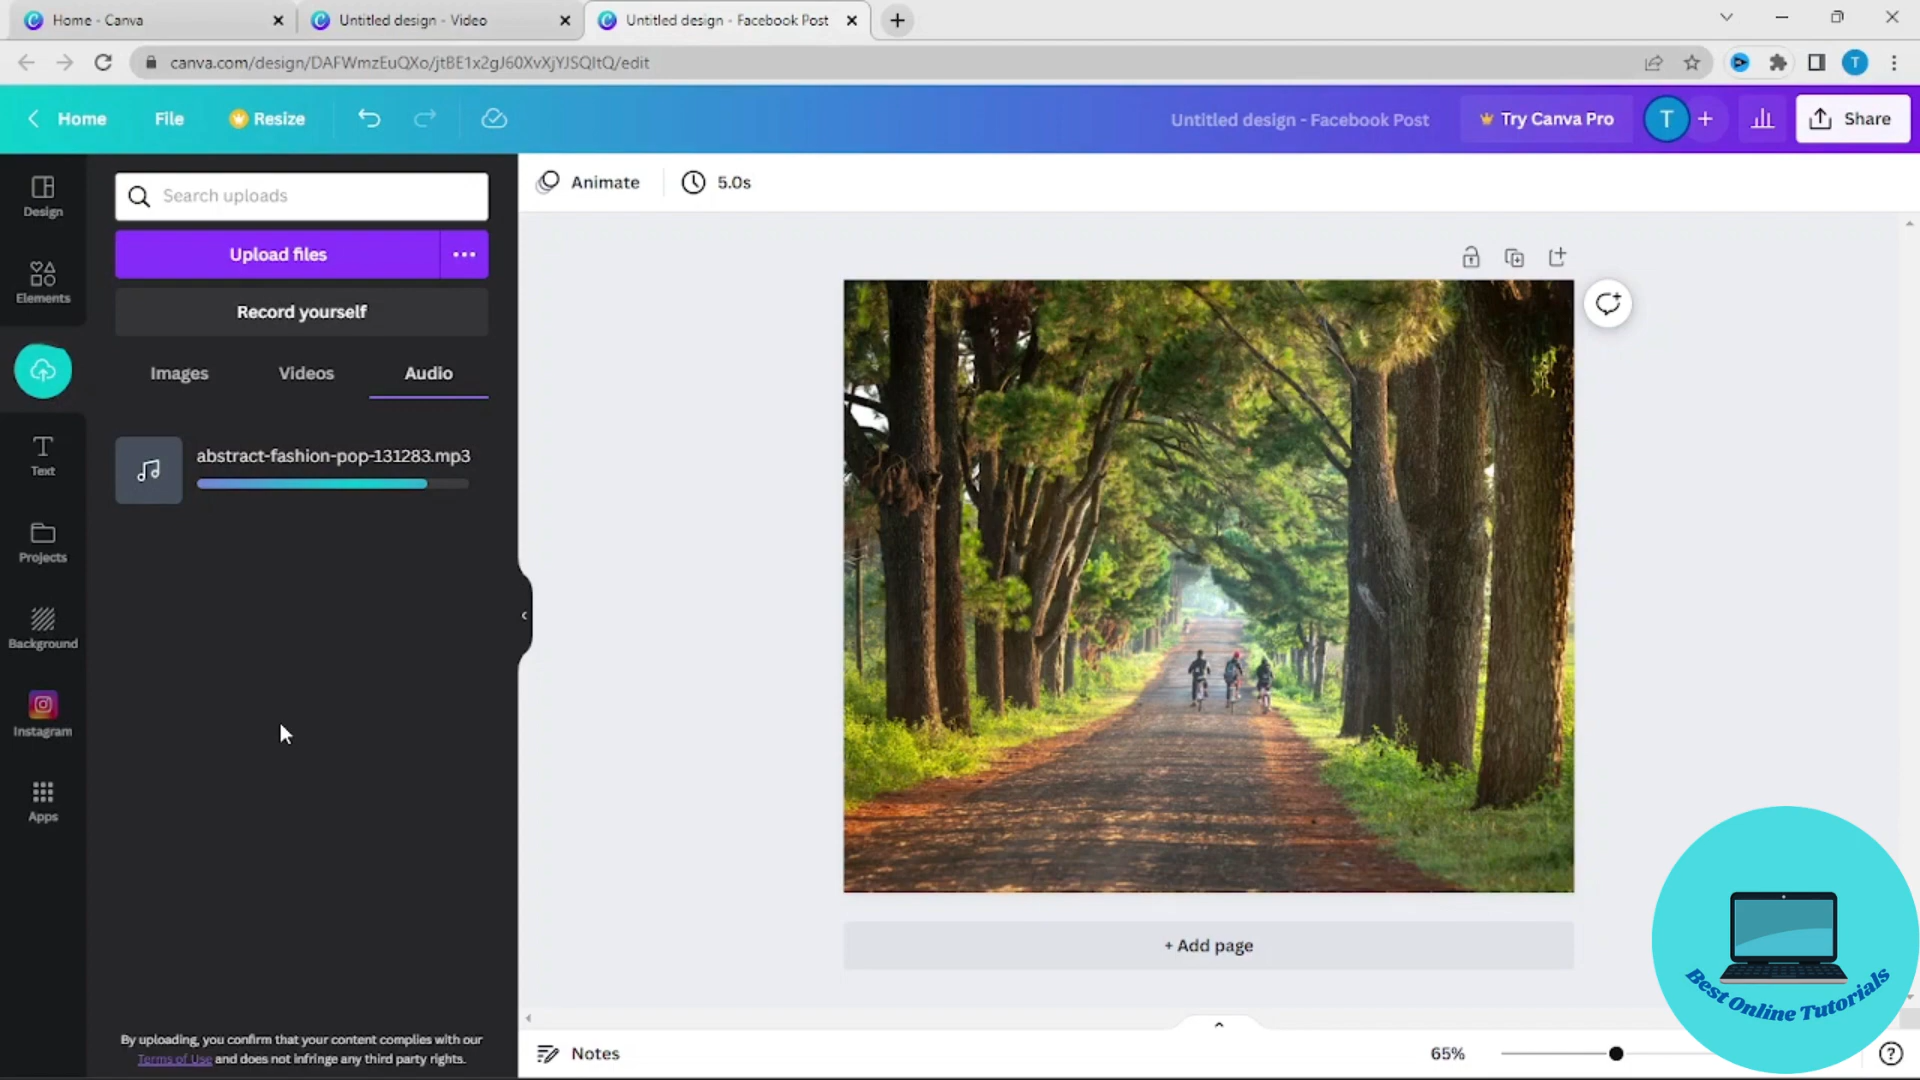 Home - Canva
Untitled design - Video
Untitled design - Facebook Post
canva.com/design/DAFWmzEuQXo/jtBE1x2gJ60XvXjYJSQItQ/edit
T
Home
File
Resize
Untitled design - Facebook Post
Try Canva Pro
T
Share
Design
Elements
Text
Projects
Background
Instagram
Apps
Search uploads
Upload files
Record yourself
Images
Videos
Audio
abstract-fashion-pop-131283.mp3
By uploading, you confirm that your content complies with our
Terms of Use and does not infringe any third party rights.
Animate
5.0s
+ Add page
Notes
65%
Best Online Tutorials